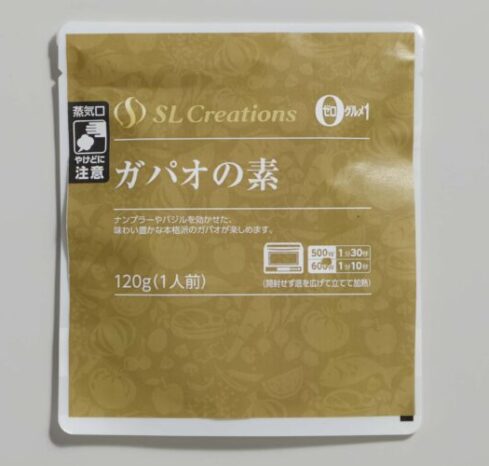 蒸気口
やけどに
注意
SL Creations
ゼロ グルメ1
ガパオの素
ナンプラーやバジルを効かせた、
味わい豊かな本格派のガパオが楽しめます。
500W 1分30秒
600W 1分10秒
120g(1人前)
(開封せず底を広げて立てて加熱)